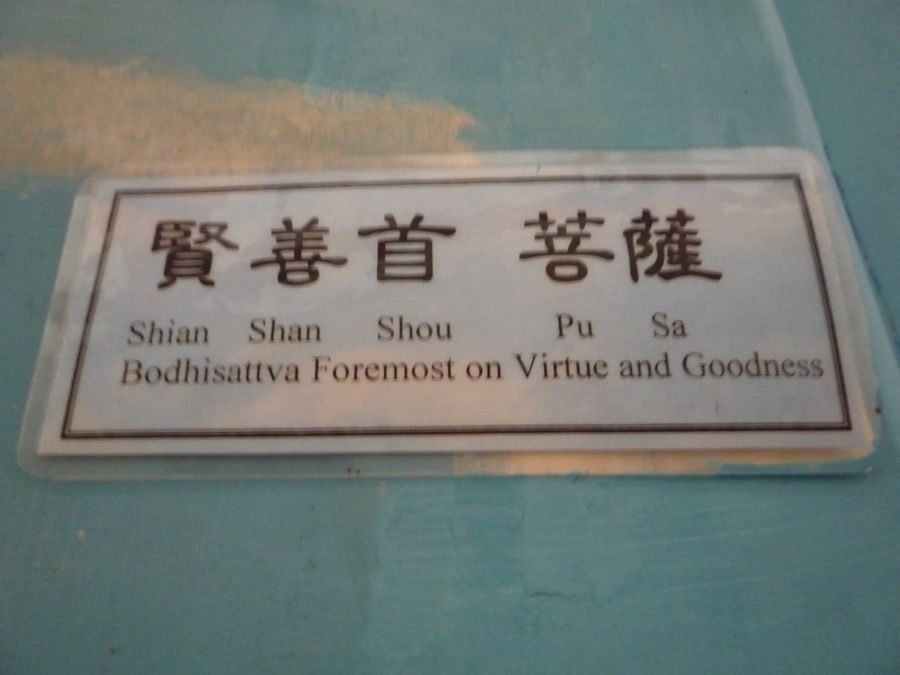 賢善首 菩薩
Shian Shan Shou Pu Sa
Bodhisattva Foremost on Virtue and Goodness